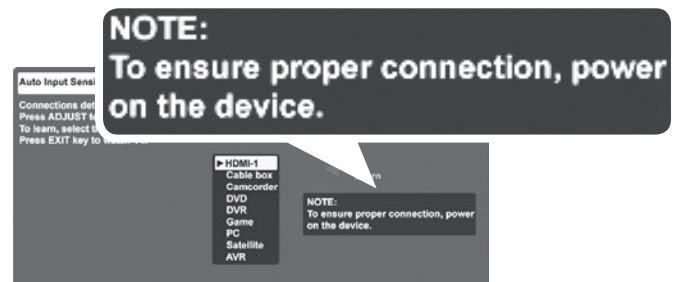 NOTE:
To ensure proper connection, power
on the device.
Auto Input Sensi
Connections det
Press ADJUST t
To learn, select t
Press EXIT key to
HDMI-1
Cable box
Camcorder
DVD
DVR
Game
PC
Satellite
AVR
NOTE:
To ensure proper connection, power
on the device.